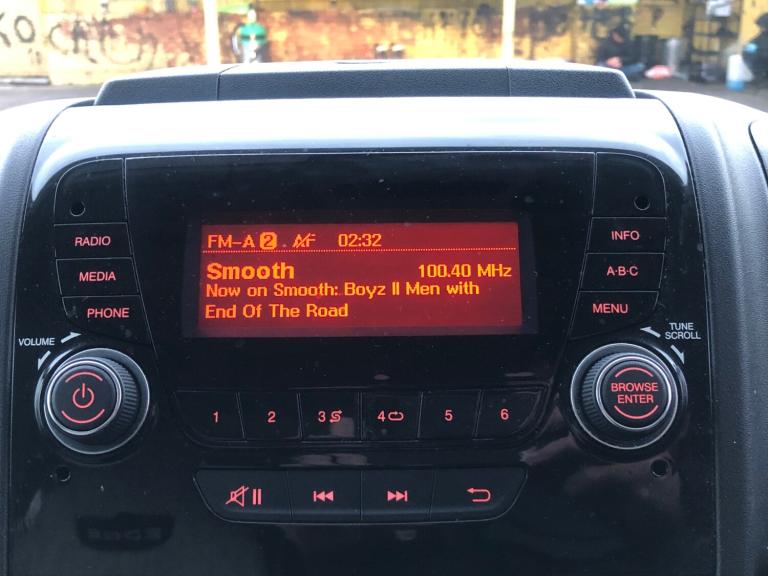 FM-A 2 AF 02:32
Smooth 100.40 MHz
Now on Smooth: Boyz II Men with
End Of The Road
RADIO
MEDIA
PHONE
INFO
A·B·C
MENU
VOLUME
TUNE
SCROLL
BROWSE
ENTER
1 2 3 4 5 6